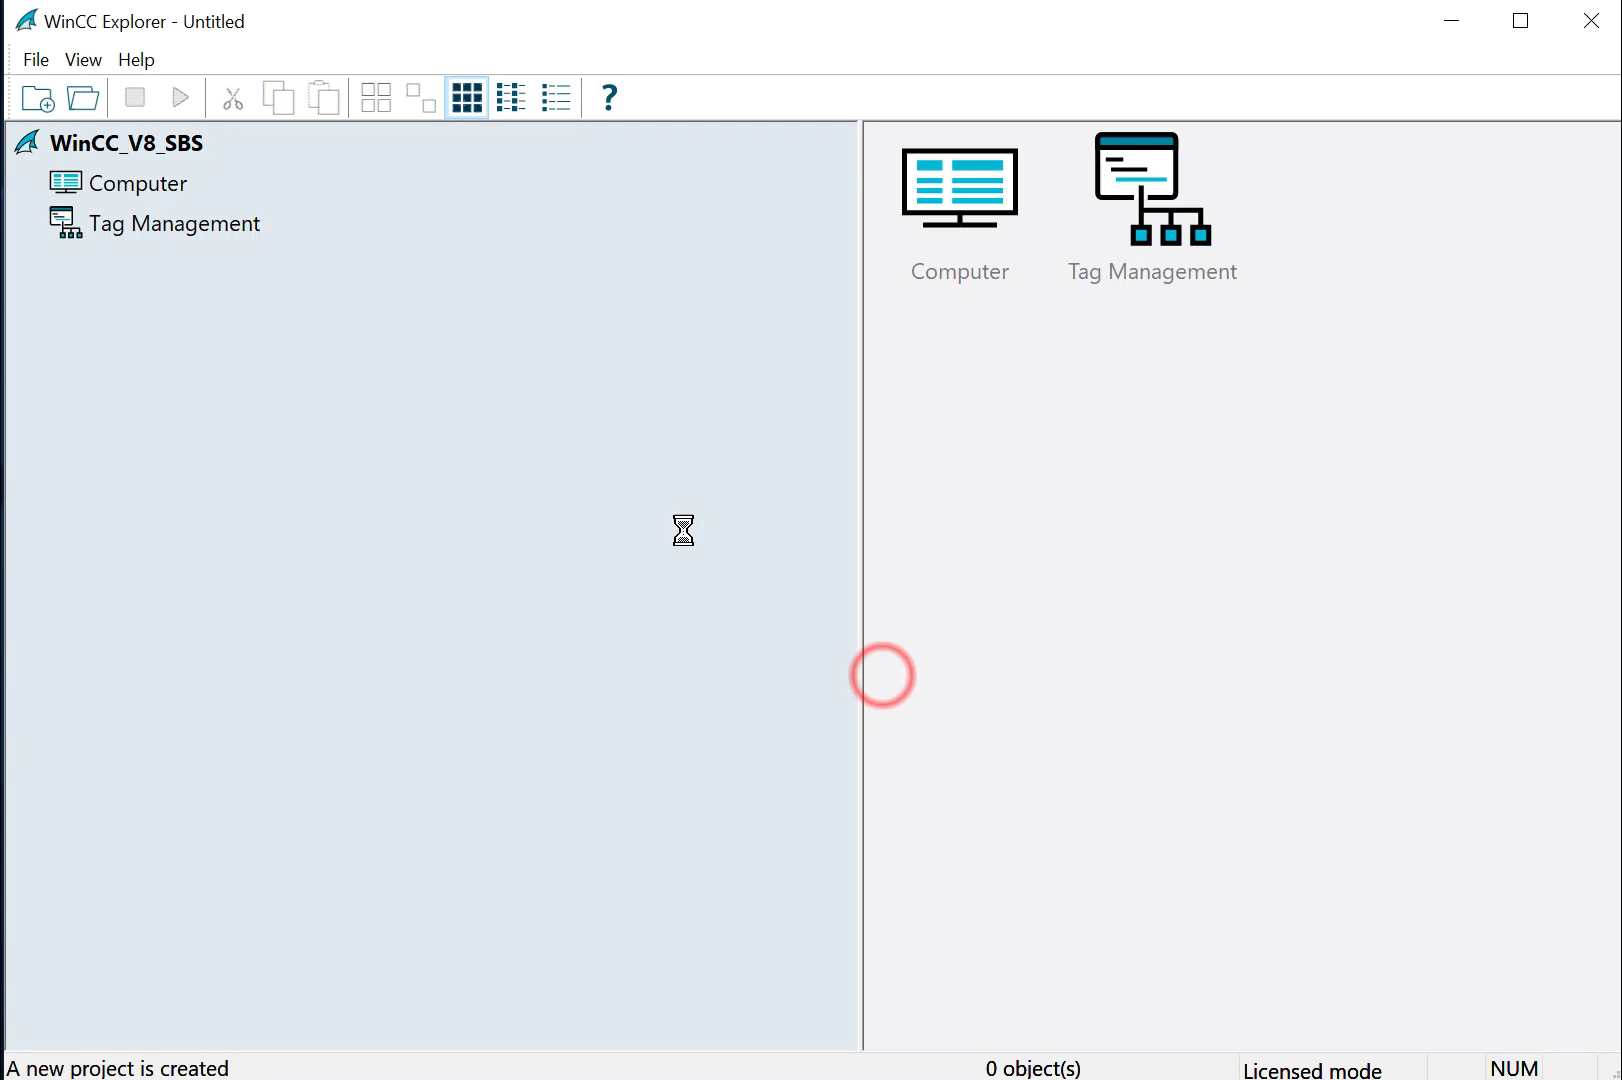 WinCC Explorer - Untitled
File View Help
?
WinCC_V8_SBS
Computer
Tag Management
Computer
Tag Management
A new project is created
0 object(s)
Licensed mode
NUM